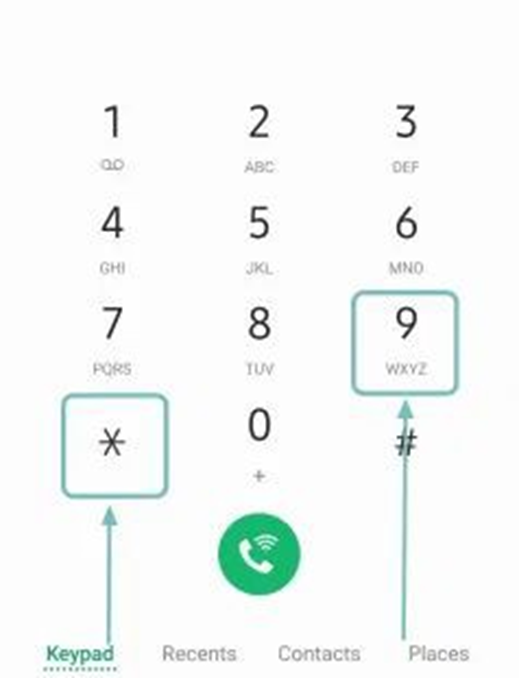 1 2 3
ABC DEF
4 5 6
GHI JKL MNO
7 8 9
PQRS TUV WXYZ
* 0 #
+
Keypad Recents Contacts Places